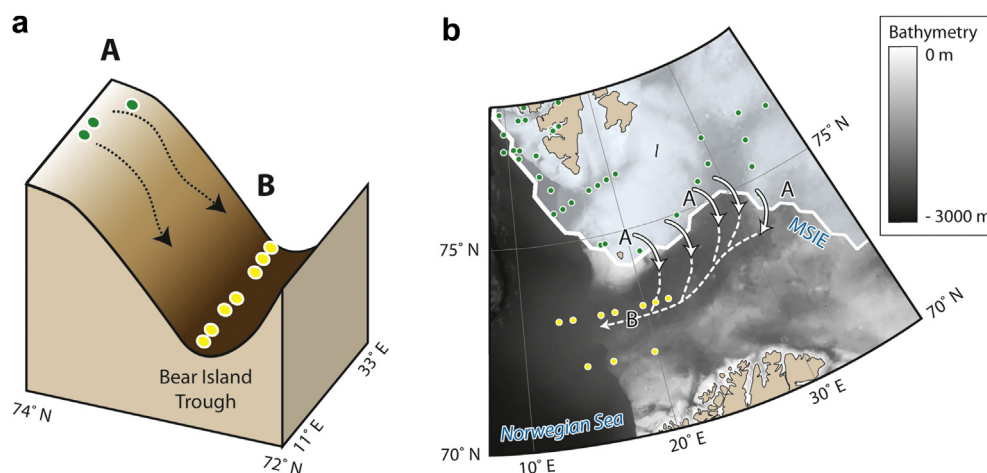 a
A
B
Bear Island
Trough
74° N
72° N
11° E
33° E
b
Bathymetry
0 m
- 3000 m
I
A
A
A
B
MSIE
Norwegian Sea
75° N
75° N
70° N
70° N
10° E
20° E
30° E